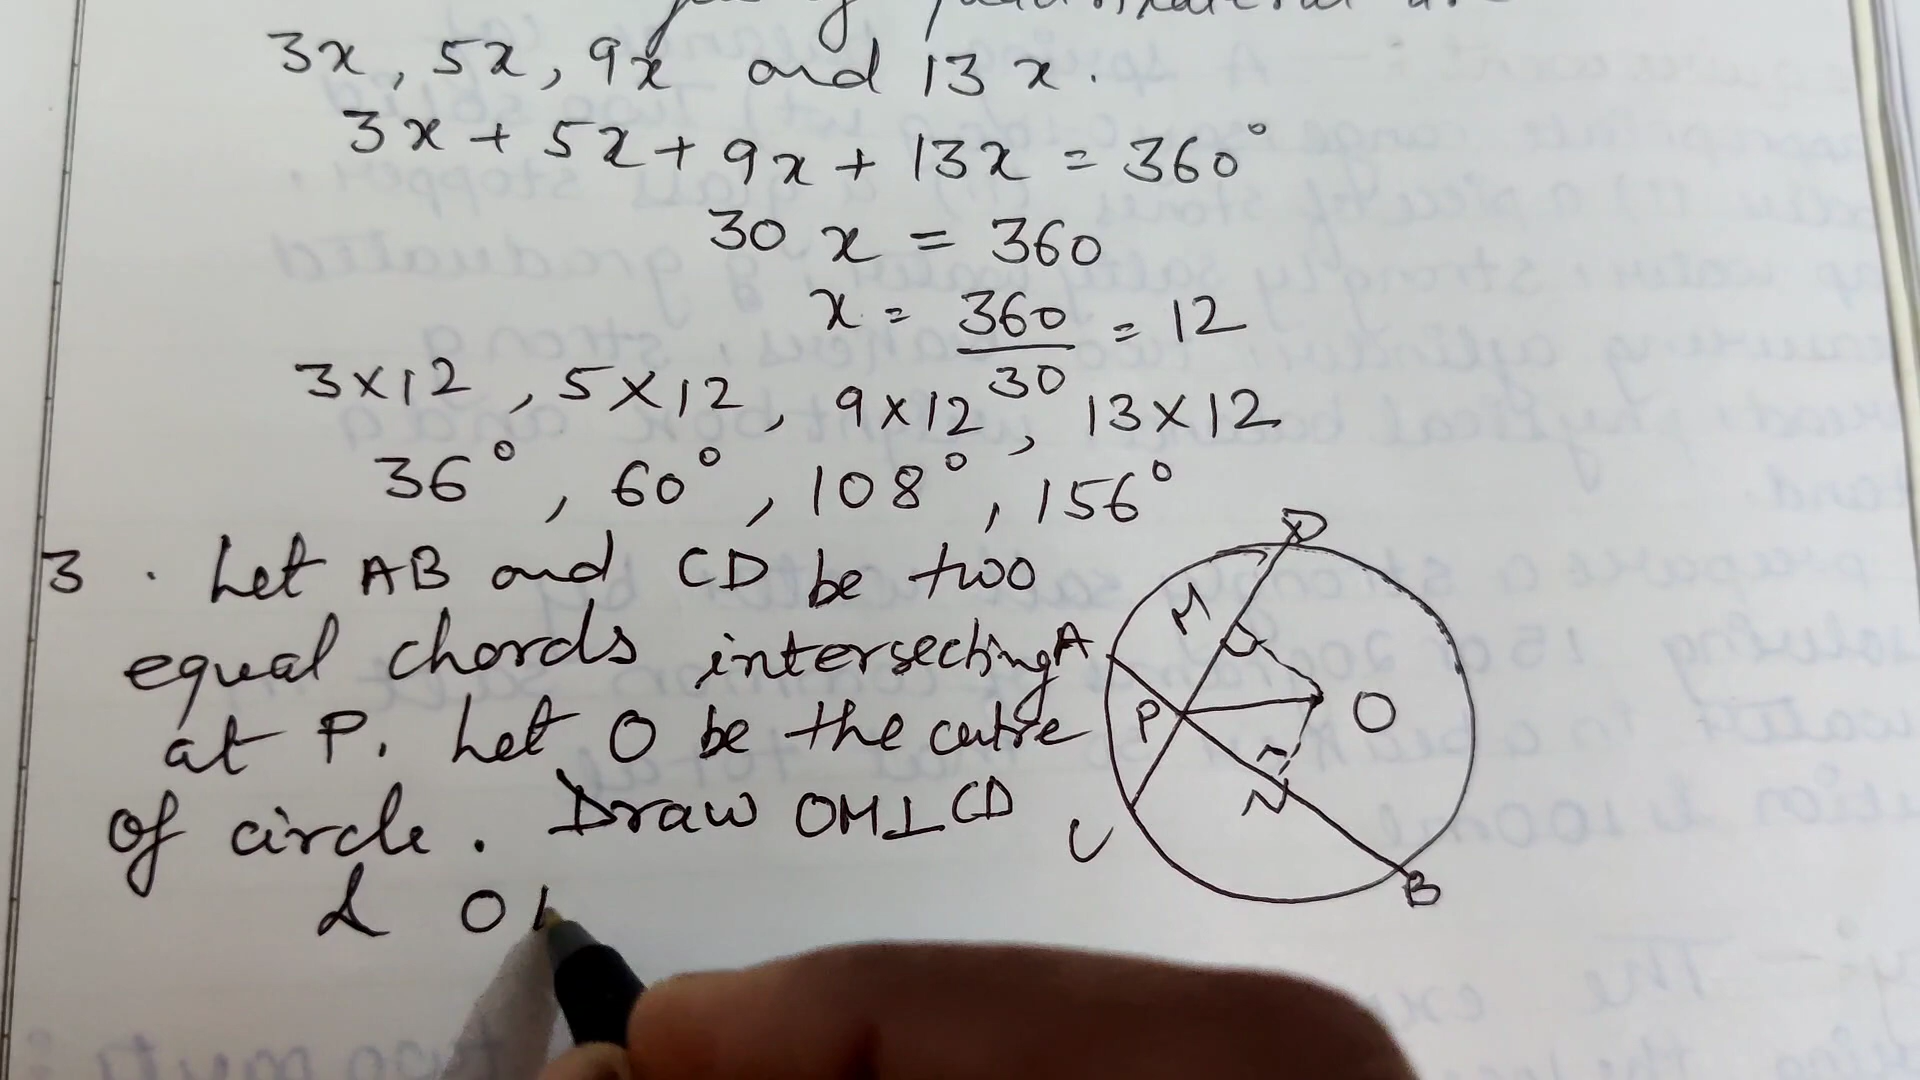 of
3x, 5x, 9x and 13x.
3x + 5x + 9x + 13x = 360°
30 x = 360
x = 360/30 = 12
3×12, 5×12, 9×12, 13×12
36°, 60°, 108°, 156°
3. Let AB and CD be two
equal chords intersecting
at P. Let O be the centre
of circle. Draw OM⊥CD
& O
D
M
A
P
O
N
C
B